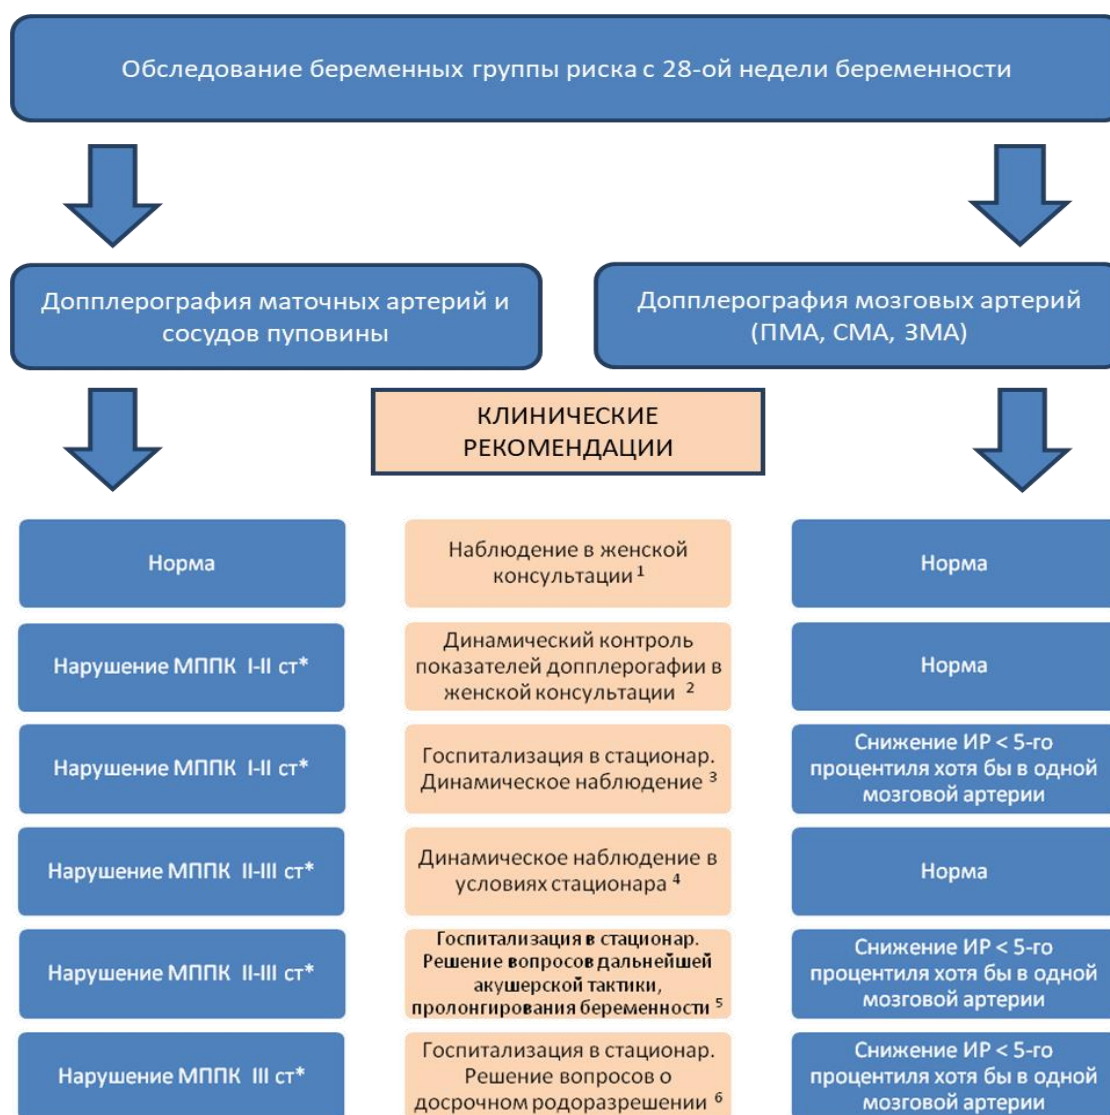 Обследование беременных группы риска с 28-ой недели беременности
Допплерография маточных артерий и
сосудов пуповины
Допплерография мозговых артерий
(ПМА, СМА, ЗМА)
КЛИНИЧЕСКИЕ
РЕКОМЕНДАЦИИ
Норма
Наблюдение в женской
консультации 1
Норма
Нарушение МППК I-II ст*
Динамический контроль
показателей допплерогафии в
женской консультации 2
Норма
Нарушение МППК I-II ст*
Госпитализация в стационар.
Динамическое наблюдение 3
Снижение ИР < 5-го
процентиля хотя бы в одной
мозговой артерии
Нарушение МППК II-III ст*
Динамическое наблюдение в
условиях стационара 4
Норма
Нарушение МППК II-III ст*
Госпитализация в стационар.
Решение вопросов дальнейшей
акушерской тактики,
пролонгирования беременности 5
Снижение ИР < 5-го
процентиля хотя бы в одной
мозговой артерии
Нарушение МППК III ст*
Госпитализация в стационар.
Решение вопросов о
досрочном родоразрешении 6
Снижение ИР < 5-го
процентиля хотя бы в одной
мозговой артерии